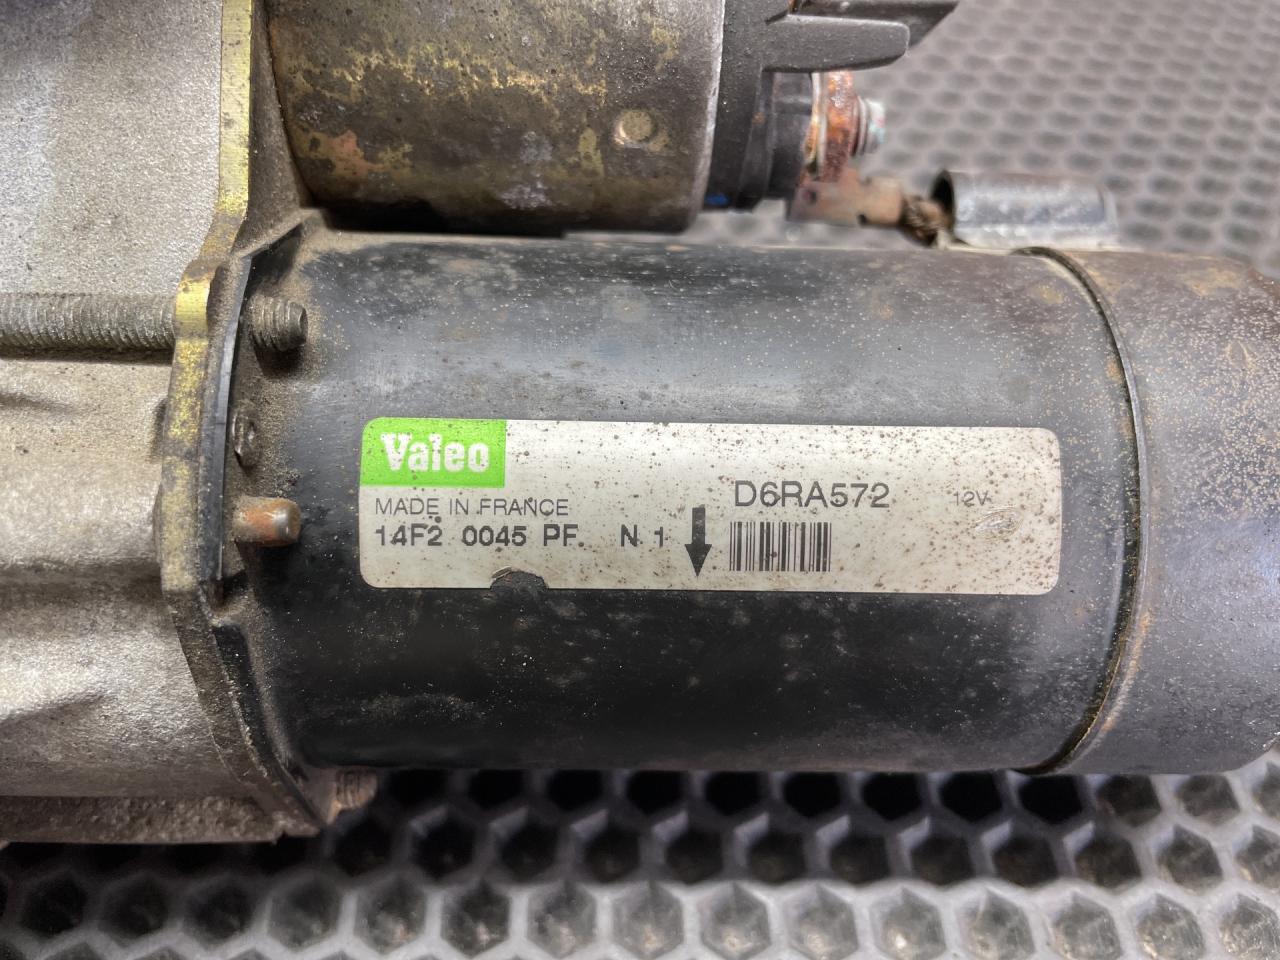 Valeo
MADE IN FRANCE
14F2 0045 PF. N 1
D6RA572 12V